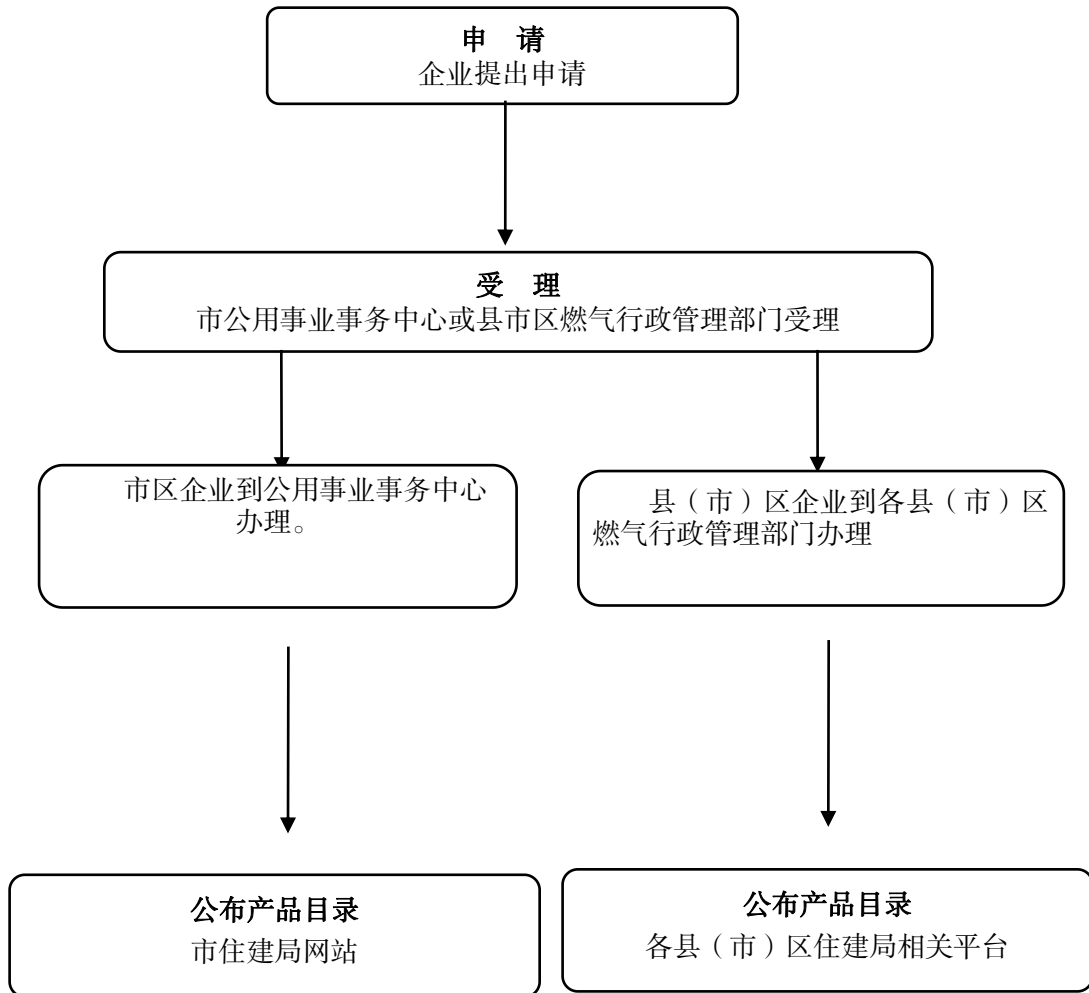 申 请
企业提出申请
受 理
市公用事业事务中心或县市区燃气行政管理部门受理
市区企业到公用事业事务中心
办理。
县（市）区企业到各县（市）区
燃气行政管理部门办理
公布产品目录
市住建局网站
公布产品目录
各县（市）区住建局相关平台